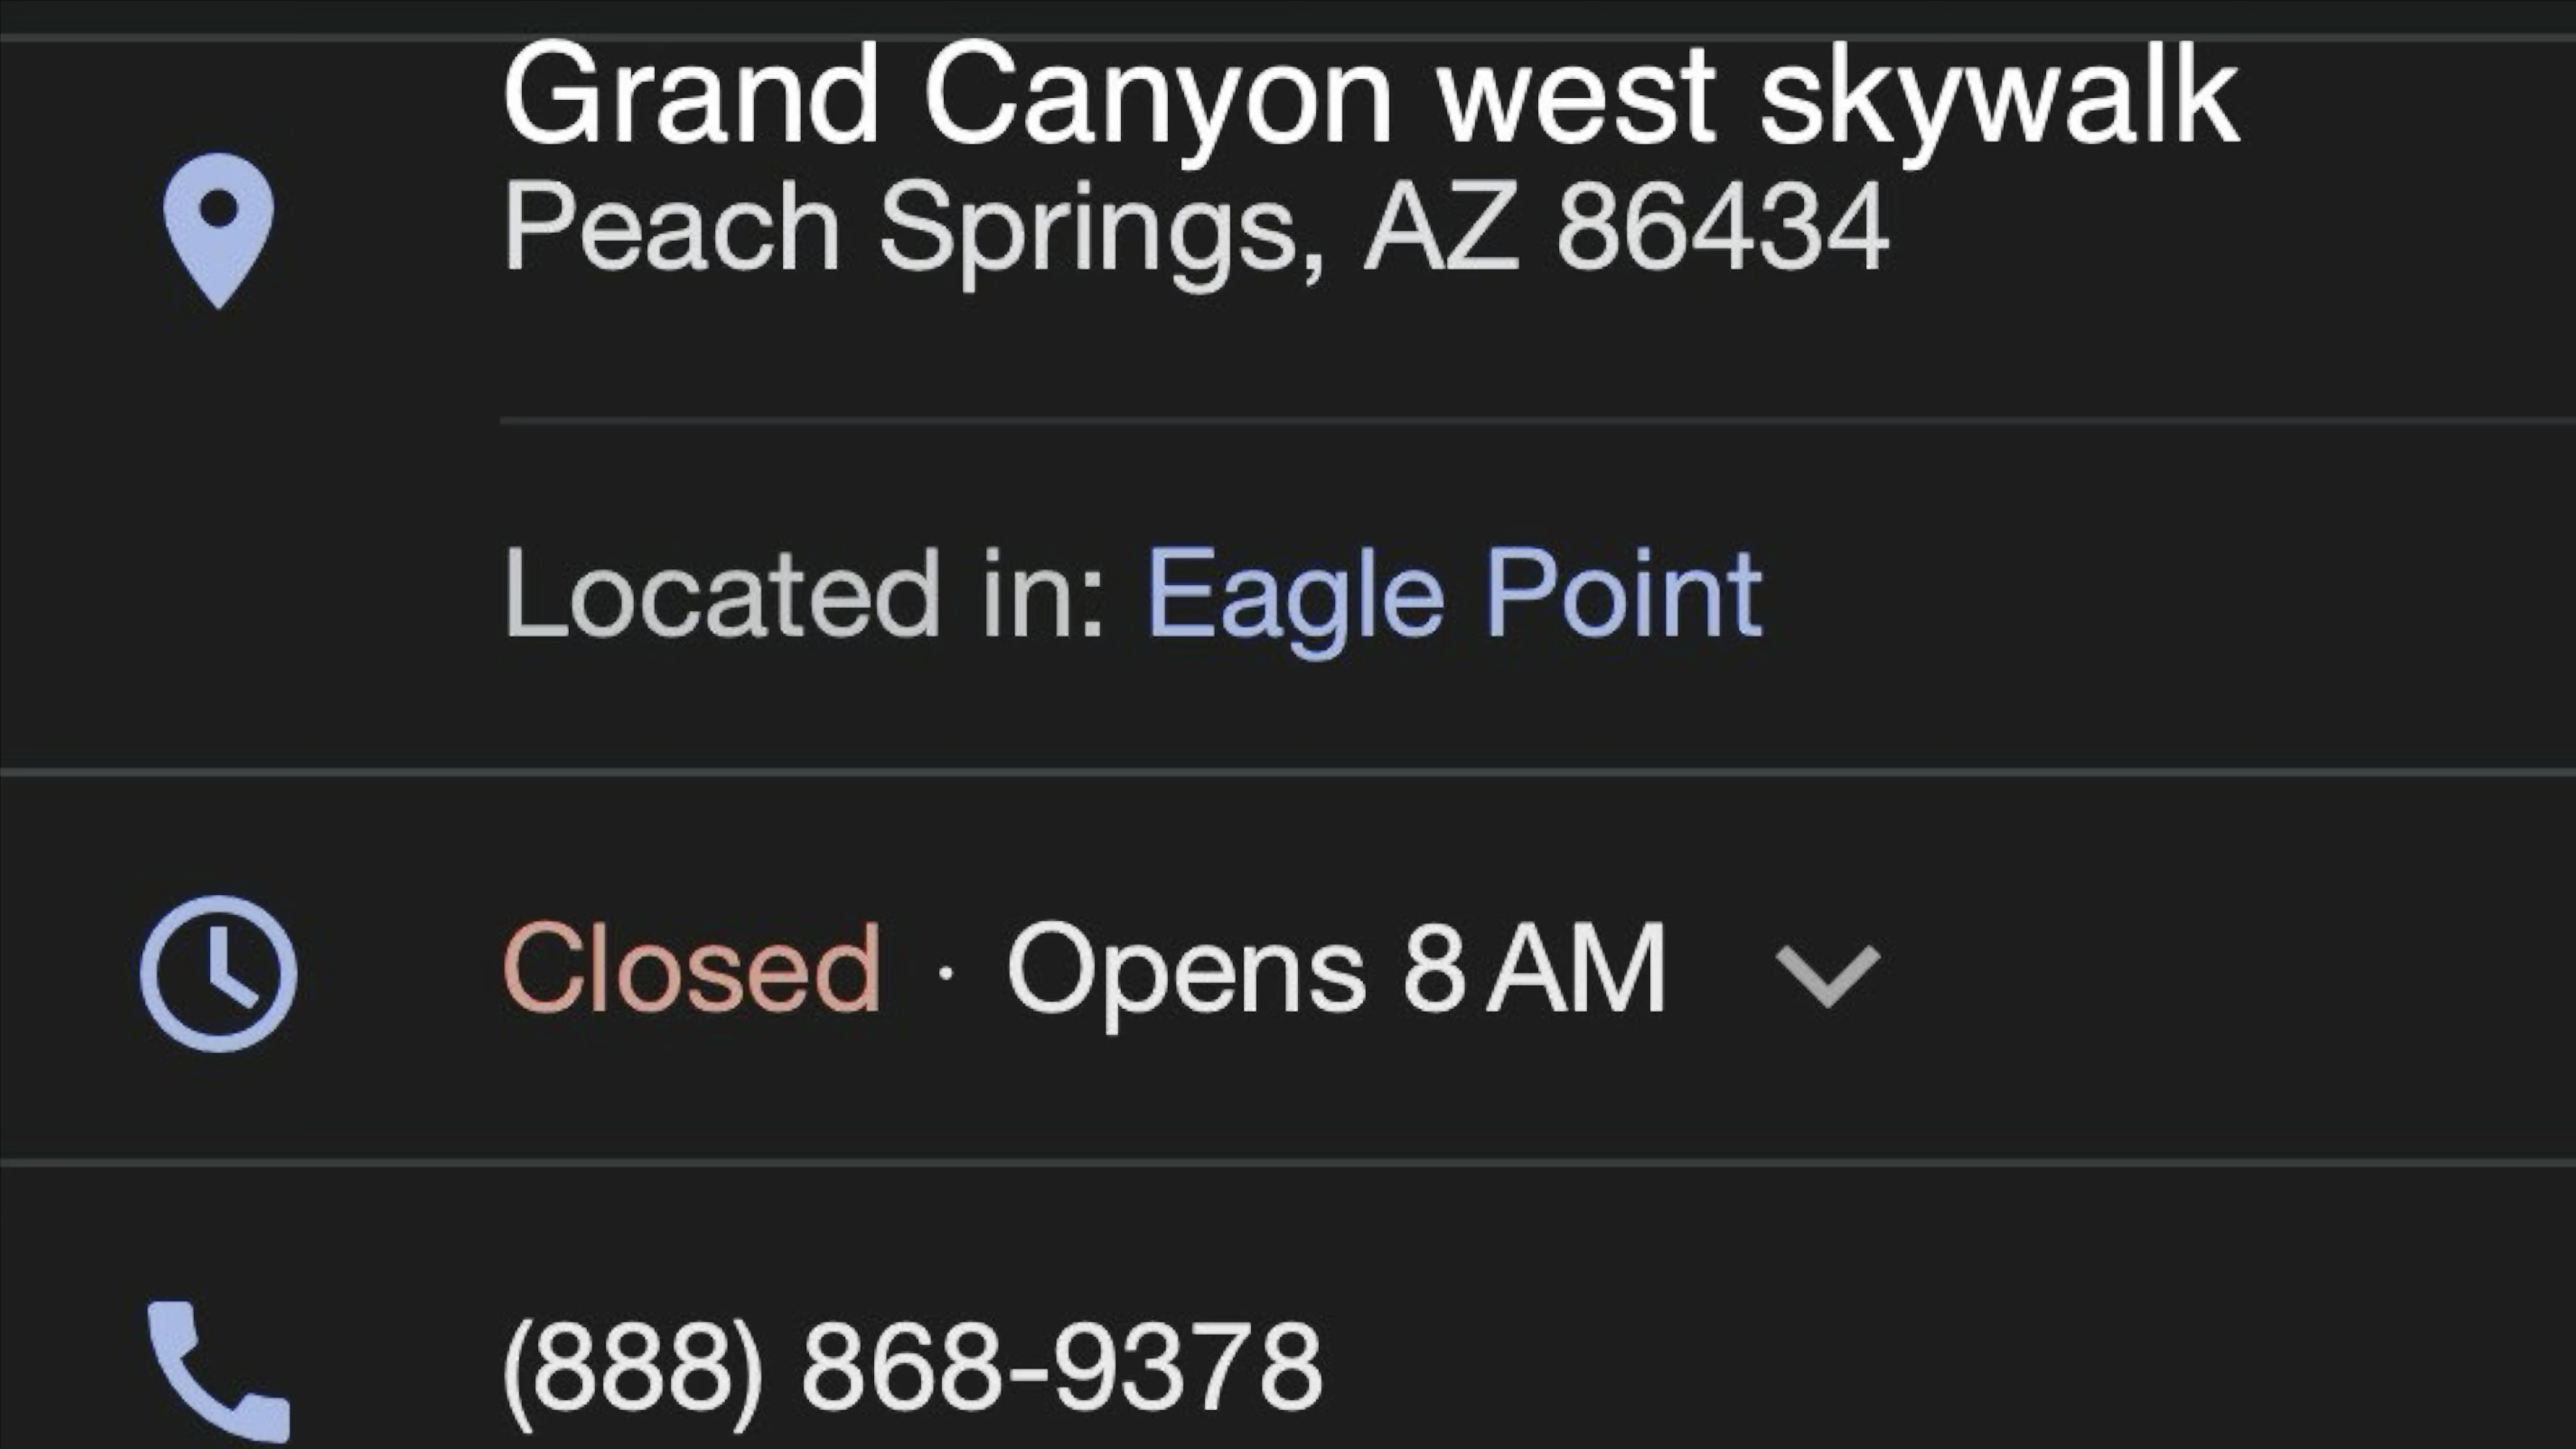 Grand Canyon west skywalk
Peach Springs, AZ 86434
Located in: Eagle Point
Closed · Opens 8 AM
(888) 868-9378